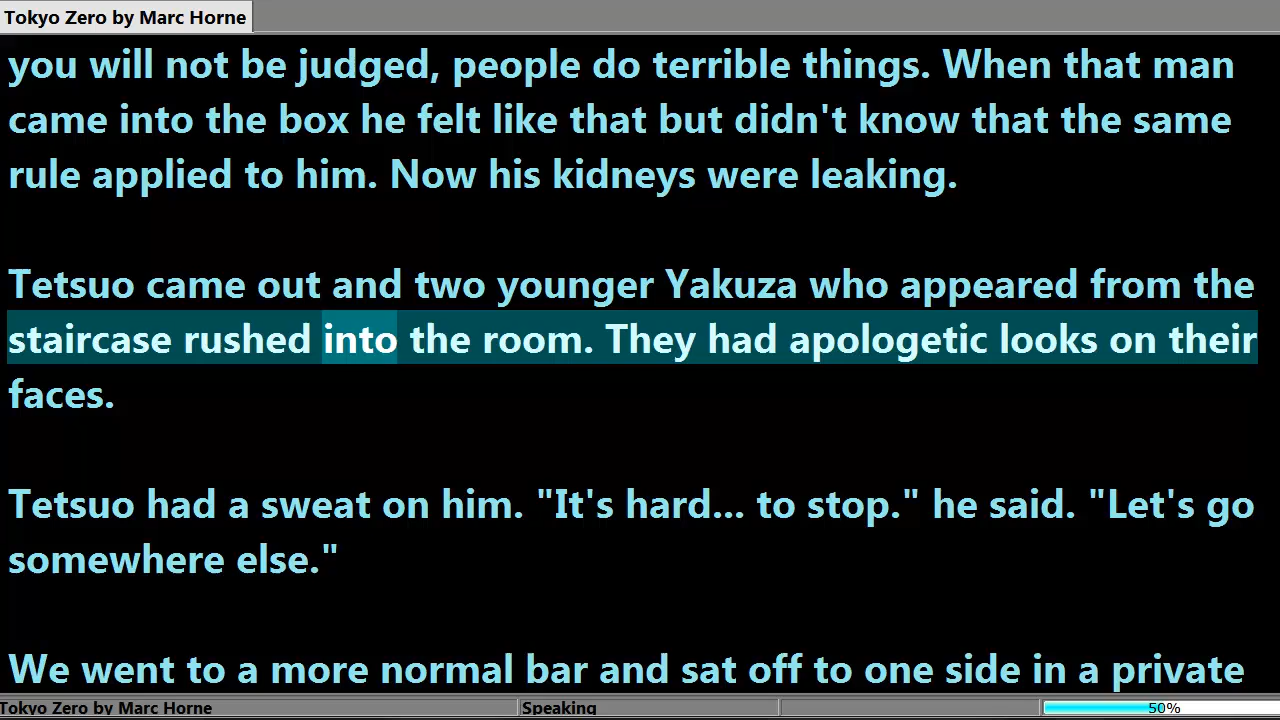 Tokyo Zero by Marc Horne
you will not be judged, people do terrible things. When that man
came into the box he felt like that but didn't know that the same
rule applied to him. Now his kidneys were leaking.
Tetsuo came out and two younger Yakuza who appeared from the
staircase rushed into the room. They had apologetic looks on their
faces.
Tetsuo had a sweat on him. "It's hard... to stop." he said. "Let's go
somewhere else."
We went to a more normal bar and sat off to one side in a private
Tokyo Zero by Marc Horne Speaking 50%